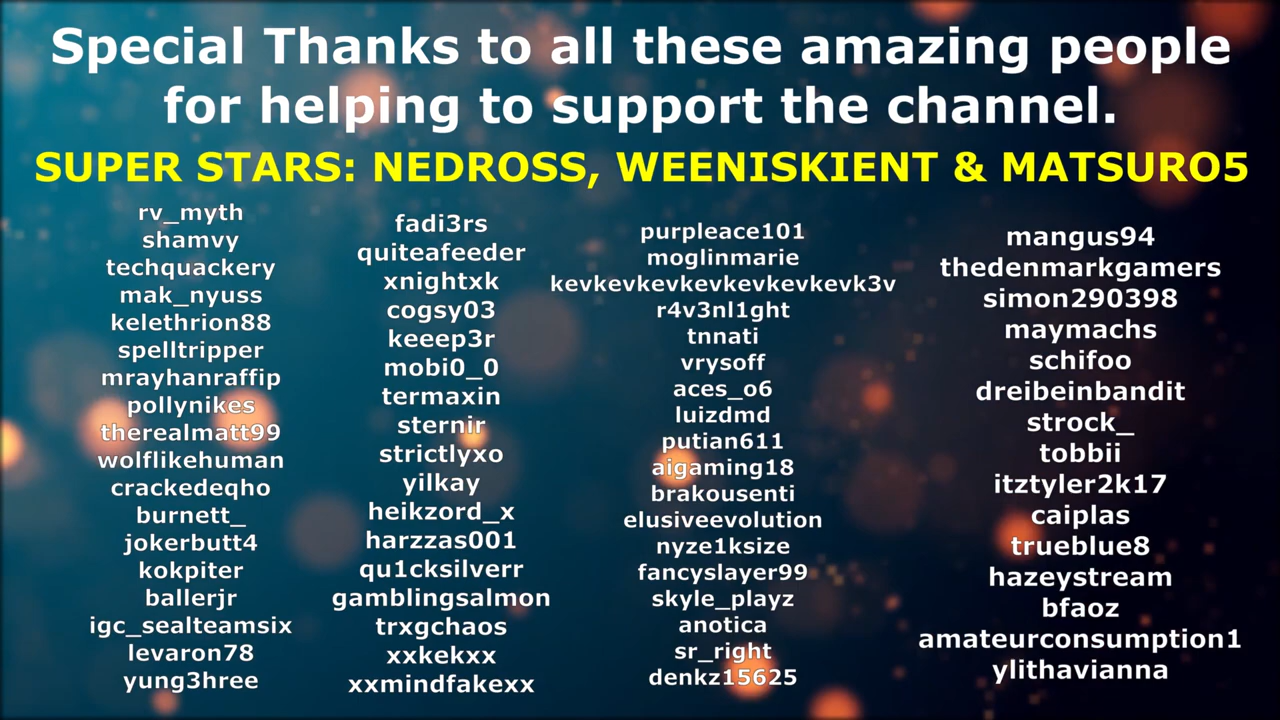 Special Thanks to all these amazing people
for helping to support the channel.
SUPER STARS: NEDROSS, WEENISKIENT & MATSURO5
rv_myth
shamvy
techquackery
mak_nyuss
kelethrion88
spelltripper
mrayhanraffip
pollynikes
therealmatt99
wolflikehuman
crackedeqho
burnett_
jokerbutt4
kokpiter
ballerjr
igc_sealteamsix
levaron78
yung3hree
fadi3rs
quiteafeeder
xnightxk
cogsy03
keeep3r
mobi0_0
termaxin
sternir
strictlyxo
yilkay
heikzord_x
harzzas001
qu1cksilverr
gamblingsalmon
trxgchaos
xxkekxx
xxmindfakexx
purpleace101
moglinmarie
kevkevkevkevkevkevkevk3v
r4v3nl1ght
tnnati
vrysoff
aces_o6
luizdmd
putian611
aigaming18
brakousenti
elusiveevolution
nyze1ksize
fancyslayer99
skyle_playz
anotica
sr_right
denkz15625
mangus94
thedenmarkgamers
simon290398
maymachs
schifoo
dreibeinbandit
strock_
tobbii
itztyler2k17
caiplas
trueblue8
hazeystream
bfaoz
amateurconsumption1
ylithavianna